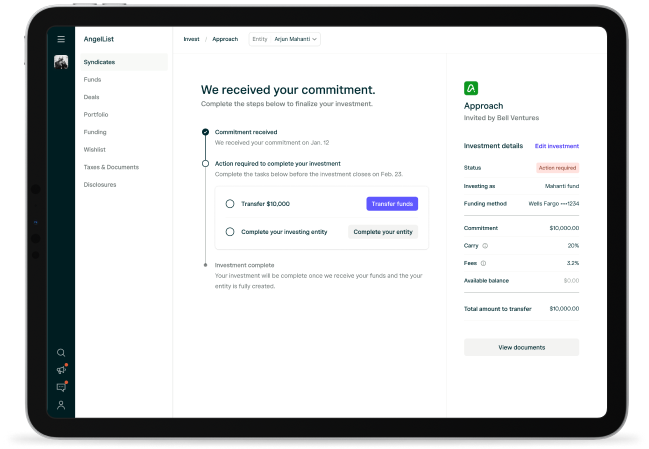 AngelList
Invest / Approach Entity Arjun Mahanti
Syndicates
Funds
Deals
Portfolio
Funding
Wishlist
Taxes & Documents
Disclosures
We received your commitment.
Complete the steps below to finalize your investment.
Commitment received
We received your commitment on Jan. 12
Action required to complete your investment
Complete the tasks below before the investment closes on Feb. 23.
Transfer $10,000 Transfer funds
Complete your investing entity Complete your entity
Investment complete
Your investment will be complete once we receive your funds and the your
entity is fully created.
Approach
Invited by Bell Ventures
Investment details Edit investment
Status Action required
Investing as Mahanti fund
Funding method Wells Fargo ••••1234
Commitment $10,000.00
Carry 20%
Fees 3.2%
Available balance $0.00
Total amount to transfer $10,000.00
View documents